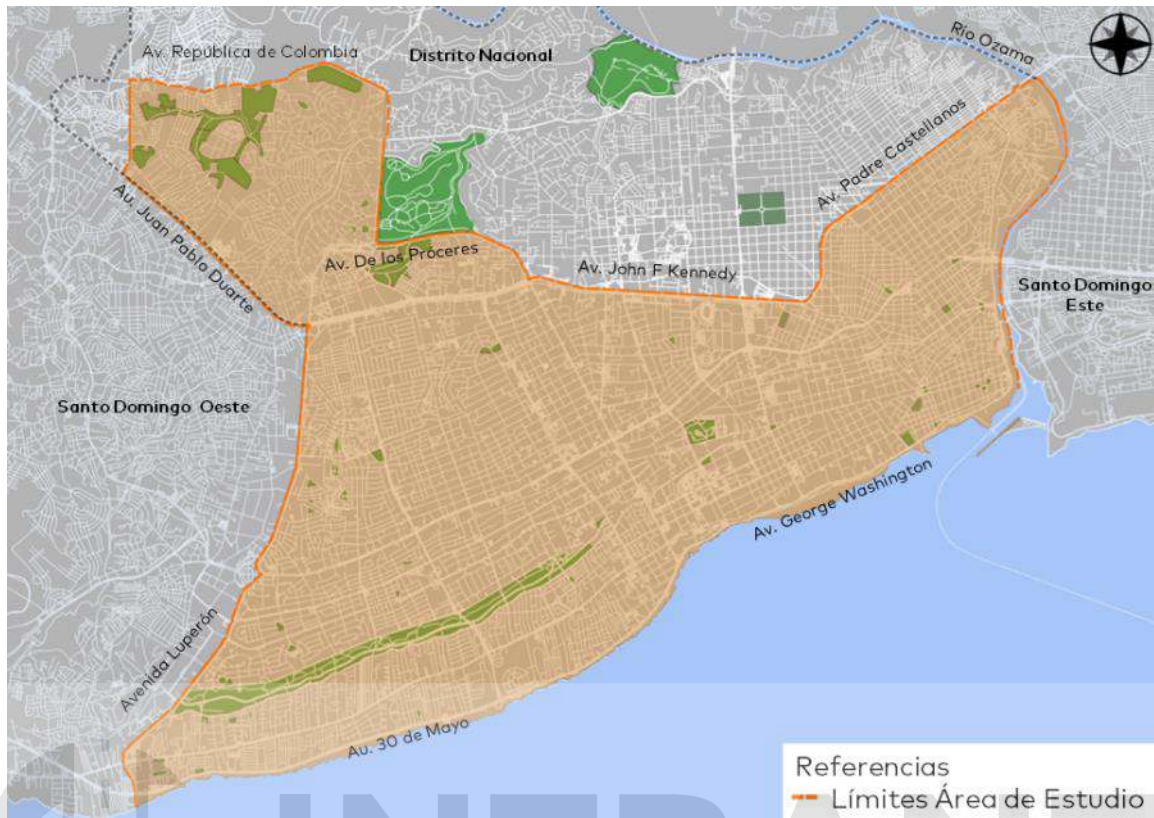 Av. República de Colombia
Distrito Nacional
Río Ozama
Av. Padre Castellanos
Au. Juan Pablo Duarte
Av. De los Próceres
Av. John F Kennedy
Santo Domingo
Este
Santo Domingo Oeste
Av. George Washington
Avenida Luperón
Au. 30 de Mayo
Referencias
Límites Área de Estudio